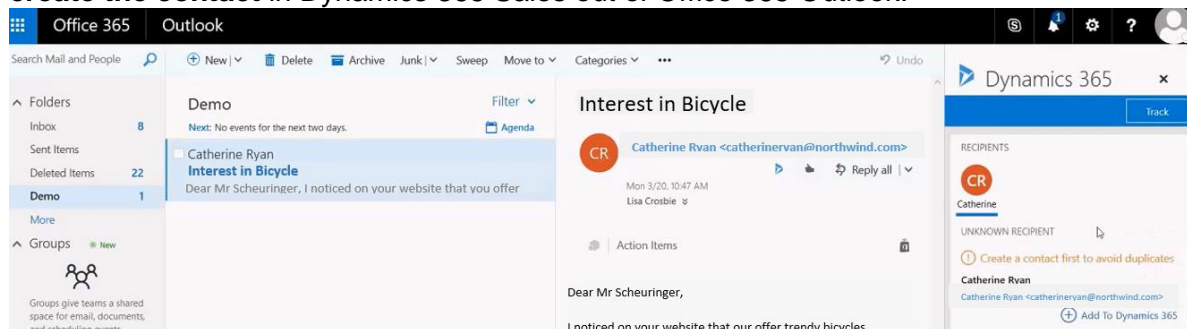 create the contact in Dynamics 365 Sales out of Office 365 Outlook.
Office 365 Outlook
1
?
Search Mail and People
New
Delete
Archive
Junk
Sweep
Move to
Categories
•••
Undo
Folders
Inbox 8
Sent Items
Deleted Items 22
Demo 1
More
Groups New
Groups give teams a shared
space for email, documents,
and scheduling events.
Demo
Filter
Next: No events for the next two days.
Agenda
Catherine Ryan
Interest in Bicycle
Dear Mr Scheuringer, I noticed on your website that you offer
Interest in Bicycle
CR
Catherine Rvan <catherinervan@northwind.com>
Reply all
Mon 3/20, 10:47 AM
Lisa Crosbie
Action Items
Dear Mr Scheuringer,
I noticed on your website that our offer trendy bicycles
Dynamics 365
×
Track
RECIPIENTS
CR
Catherine
UNKNOWN RECIPIENT
Create a contact first to avoid duplicates
Catherine Ryan
Catherine Ryan <catherineryan@northwind.com>
Add To Dynamics 365